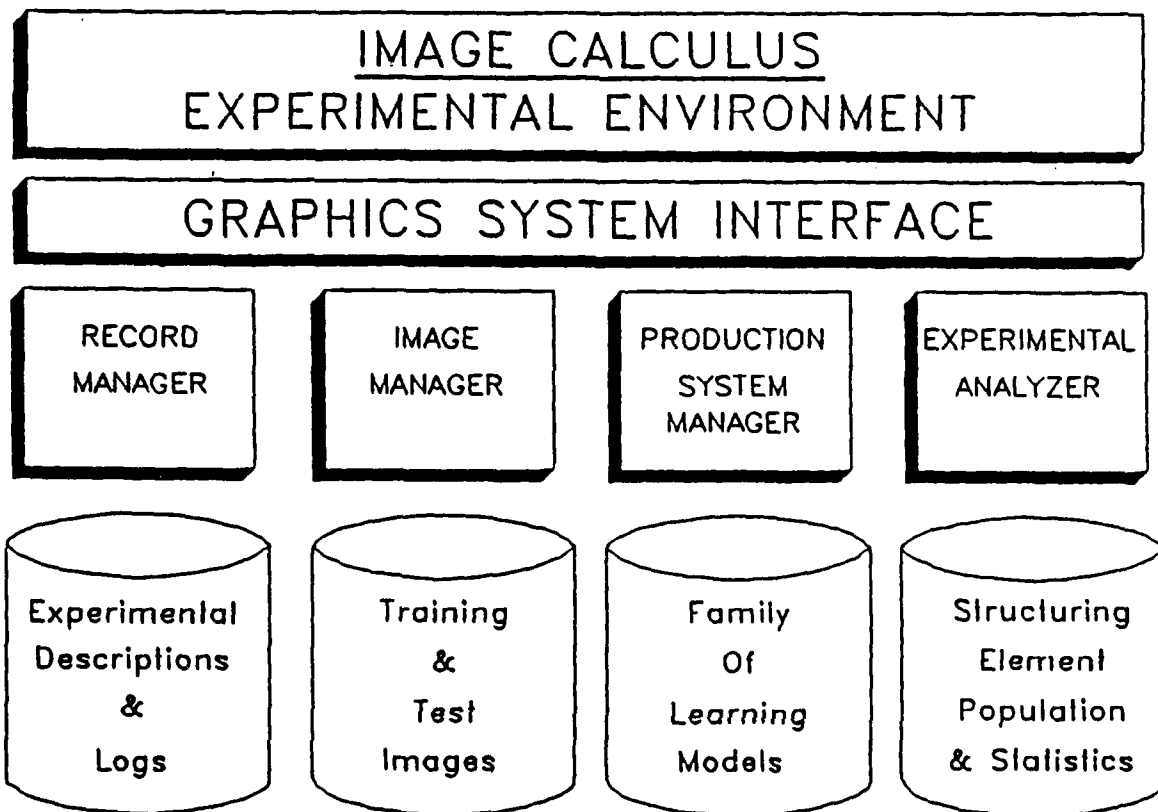 IMAGE CALCULUS
EXPERIMENTAL ENVIRONMENT
GRAPHICS SYSTEM INTERFACE
RECORD
MANAGER
IMAGE
MANAGER
PRODUCTION
SYSTEM
MANAGER
EXPERIMENTAL
ANALYZER
Experimental
Descriptions
&
Logs
Training
&
Test
Images
Family
Of
Learning
Models
Structuring
Element
Population
& Statistics